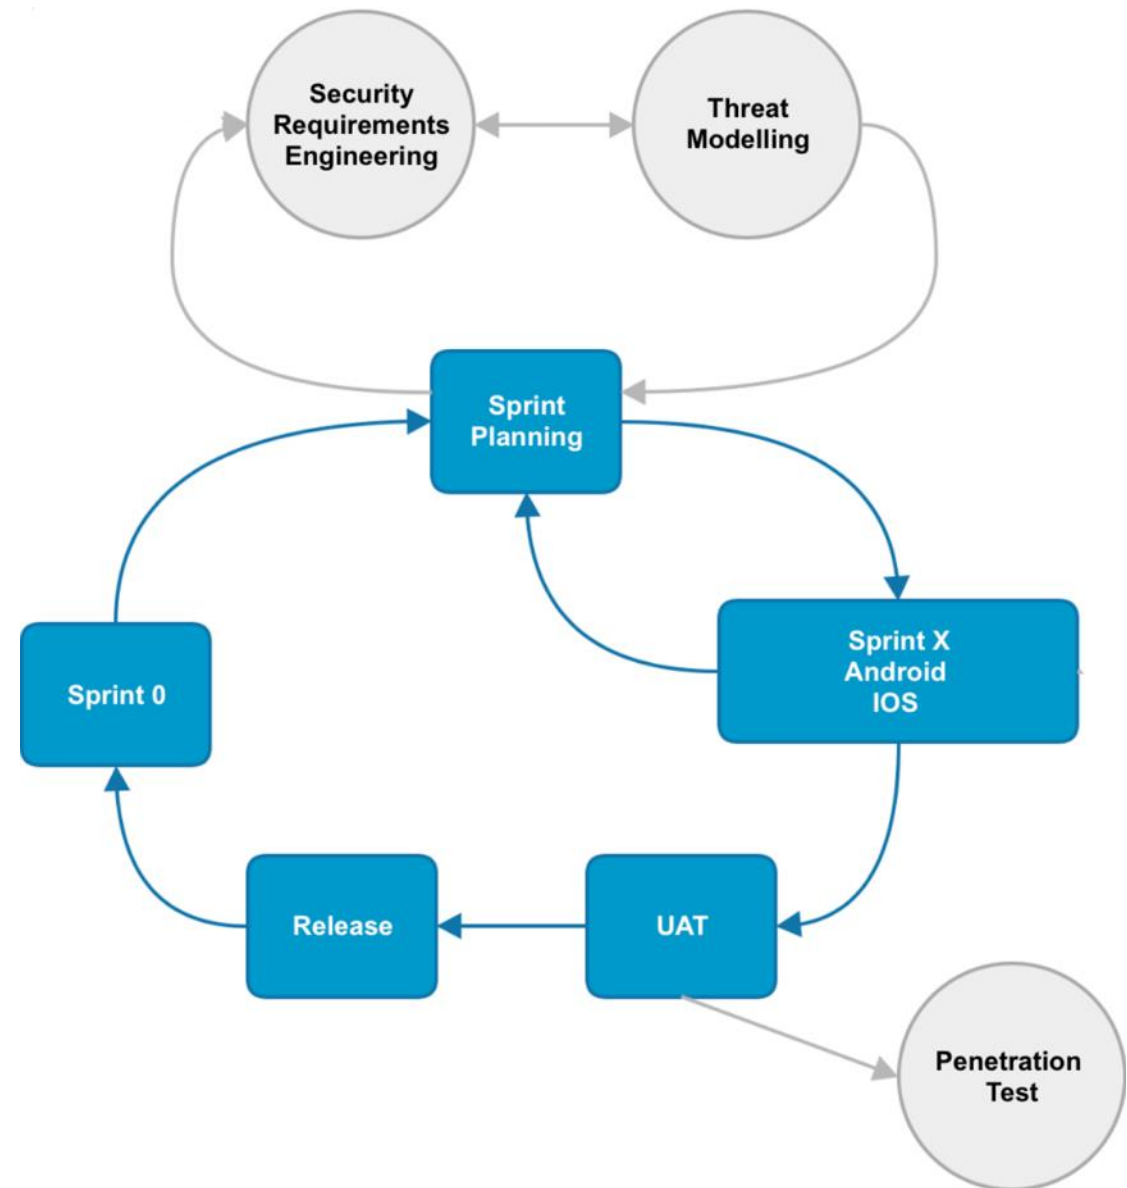 Security
Requirements
Engineering
Threat
Modelling
Sprint
Planning
Sprint X
Android
IOS
Sprint 0
Release
UAT
Penetration
Test